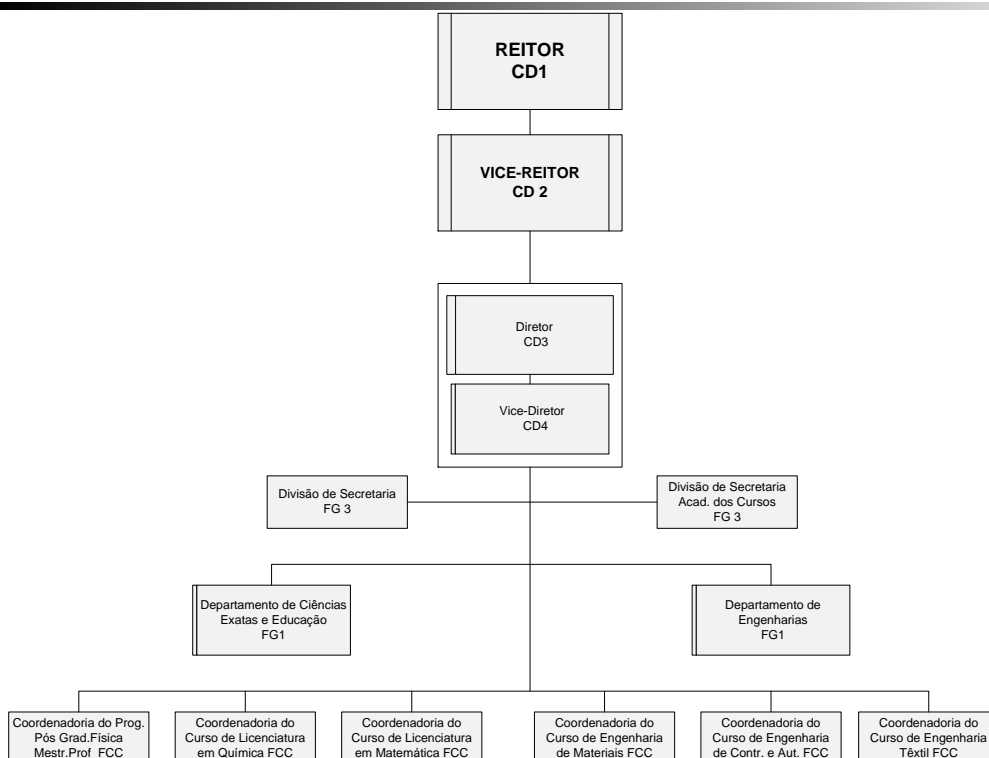 REITOR
CD1
VICE-REITOR
CD 2
Diretor
CD3
Vice-Diretor
CD4
Divisão de Secretaria
FG 3
Divisão de Secretaria
Acad. dos Cursos
FG 3
Departamento de Ciências
Exatas e Educação
FG1
Departamento de
Engenharias
FG1
Coordenadoria do Prog.
Pós Grad.Física
Mestr.Prof FCC
Coordenadoria do
Curso de Licenciatura
em Química FCC
Coordenadoria do
Curso de Licenciatura
em Matemática FCC
Coordenadoria do
Curso de Engenharia
de Materiais FCC
Coordenadoria do
Curso de Engenharia
de Contr. e Aut. FCC
Coordenadoria do
Curso de Engenharia
Têxtil FCC